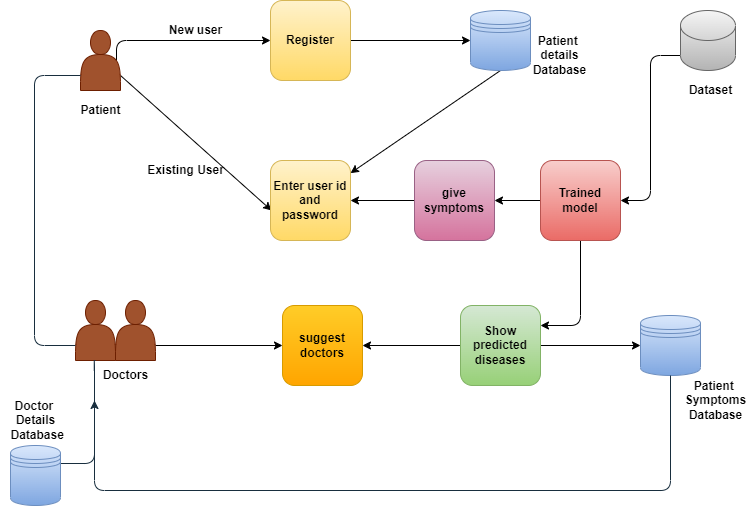 New user
Register
Patient
details
Database
Dataset
Patient
Existing User
Enter user id
and
password
give
symptoms
Trained
model
suggest
doctors
Show
predicted
diseases
Doctors
Patient
Symptoms
Database
Doctor
Details
Database